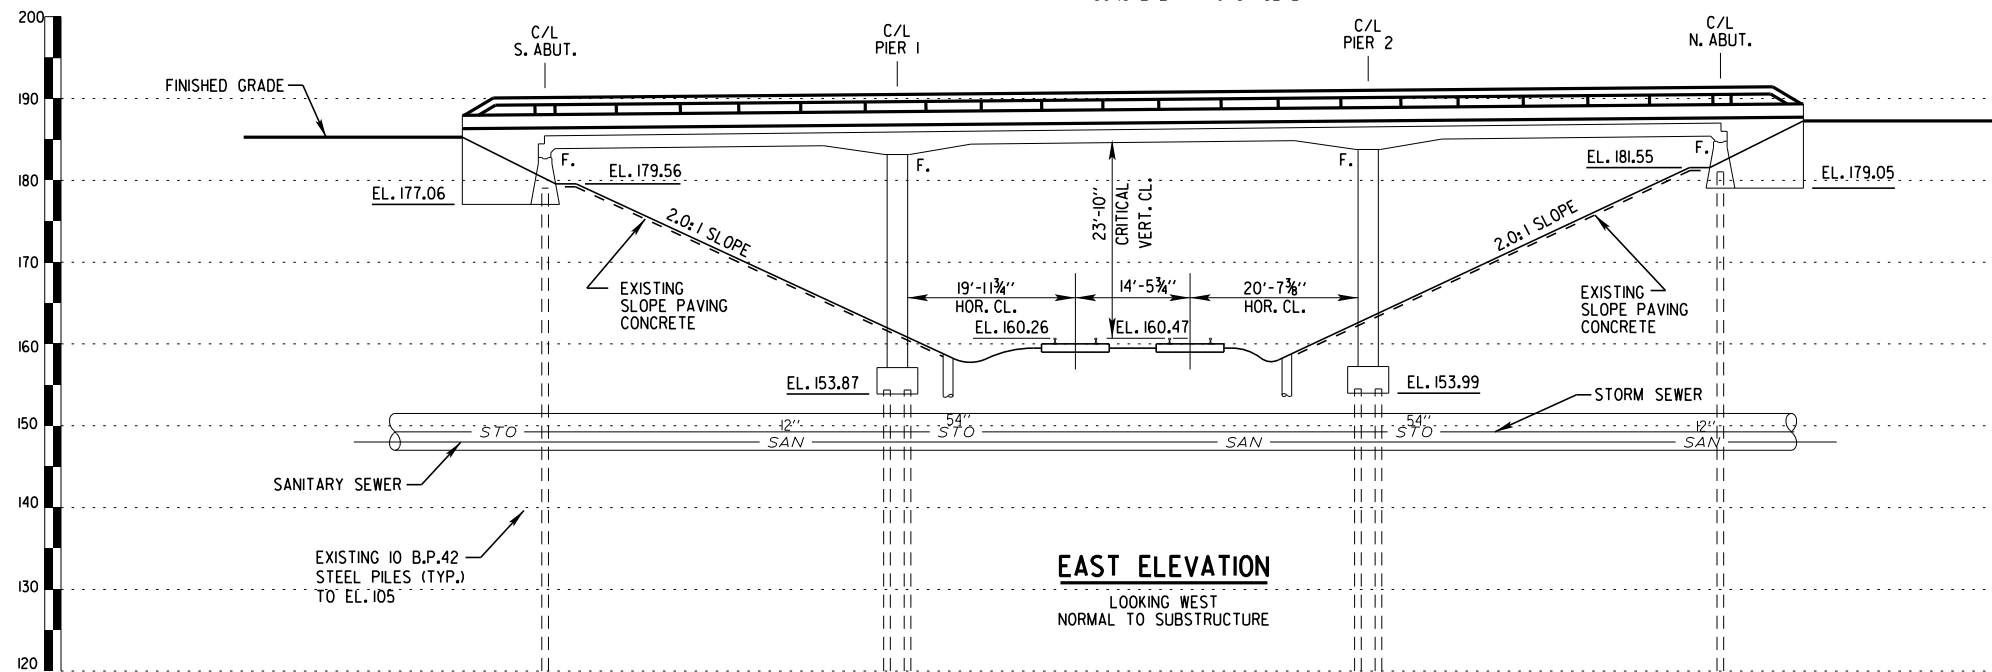 200
190
180
170
160
150
140
130
120
C/L
S. ABUT.
C/L
PIER 1
C/L
PIER 2
C/L
N. ABUT.
FINISHED GRADE
F.
F.
F.
F.
EL. 177.06
EL. 179.56
EL. 181.55
EL. 179.05
2.0:1 SLOPE
2.0:1 SLOPE
23'-10"
CRITICAL
VERT. CL.
EXISTING
SLOPE PAVING
CONCRETE
19'-11¾"
HOR. CL.
14'-5¾"
20'-7⅜"
HOR. CL.
EXISTING
SLOPE PAVING
CONCRETE
EL. 160.26
EL. 160.47
EL. 153.87
EL. 153.99
STORM SEWER
STO
12"
SAN
54"
STO
SAN
54"
STO
12"
SAN
SANITARY SEWER
EXISTING 10 B.P.42
STEEL PILES (TYP.)
TO EL. 105
EAST ELEVATION
LOOKING WEST
NORMAL TO SUBSTRUCTURE